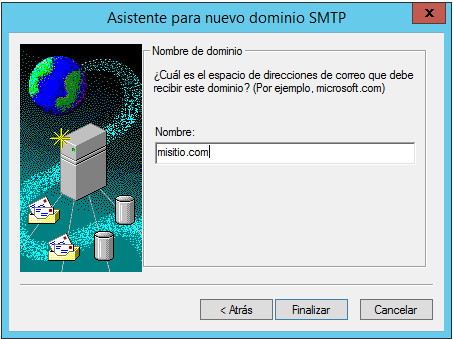 Asistente para nuevo dominio SMTP
x
Nombre de dominio
¿Cuál es el espacio de direcciones de correo que debe
recibir este dominio? (Por ejemplo, microsoft.com)
Nombre:
misitio.com
< Atrás
Finalizar
Cancelar